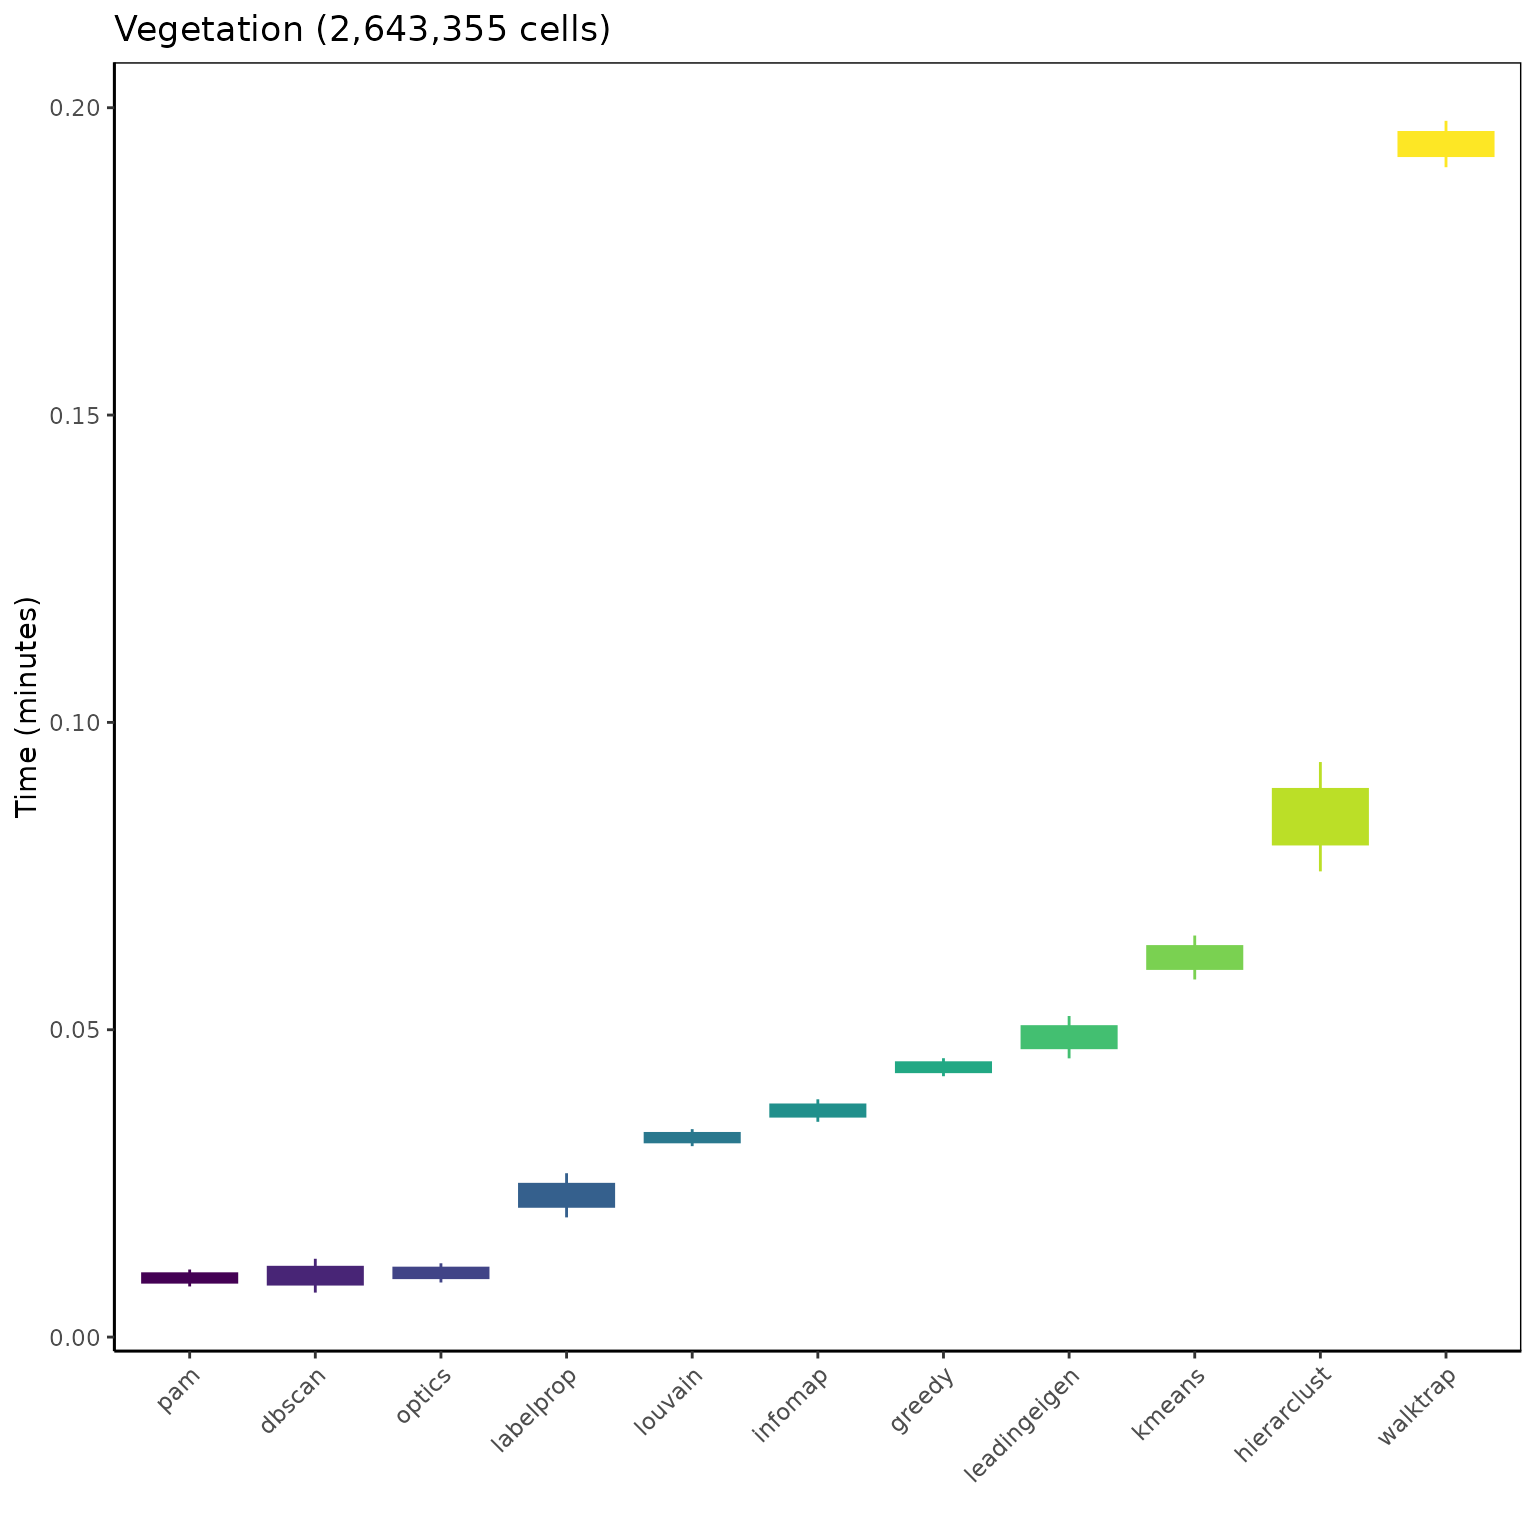 Vegetation (2,643,355 cells)
0.20
0.15
0.10
0.05
0.00
Time (minutes)
pam
dbscan
optics
labelprop
louvain
infomap
greedy
leadingeigen
kmeans
hierarclust
walktrap